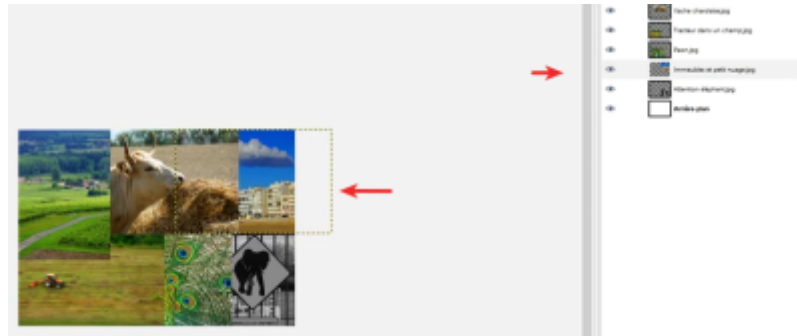 Vache charolaise.jpg
Tracteur dans un champ.jpg
Paon.jpg
Immeubles et petit nuage.jpg
Attention éléphant.jpg
Arrière-plan